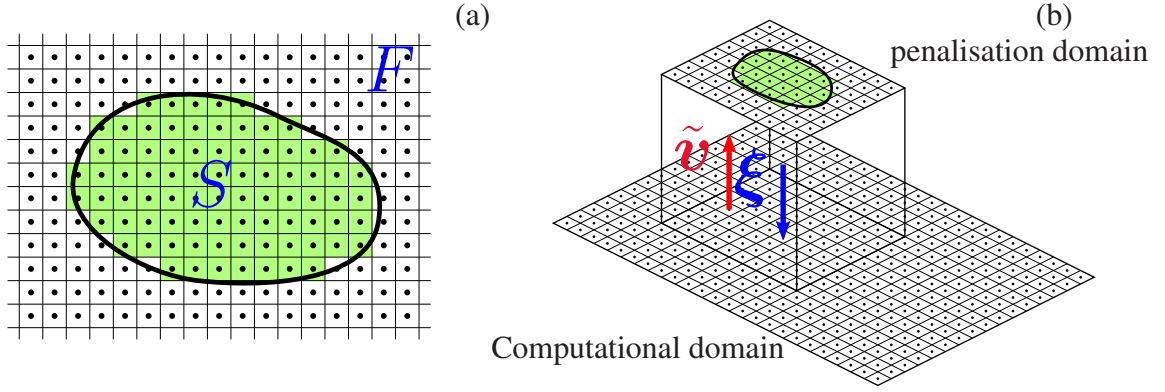 (a)
(b)
F
penalisation domain
S
ṽ
ξ
Computational domain